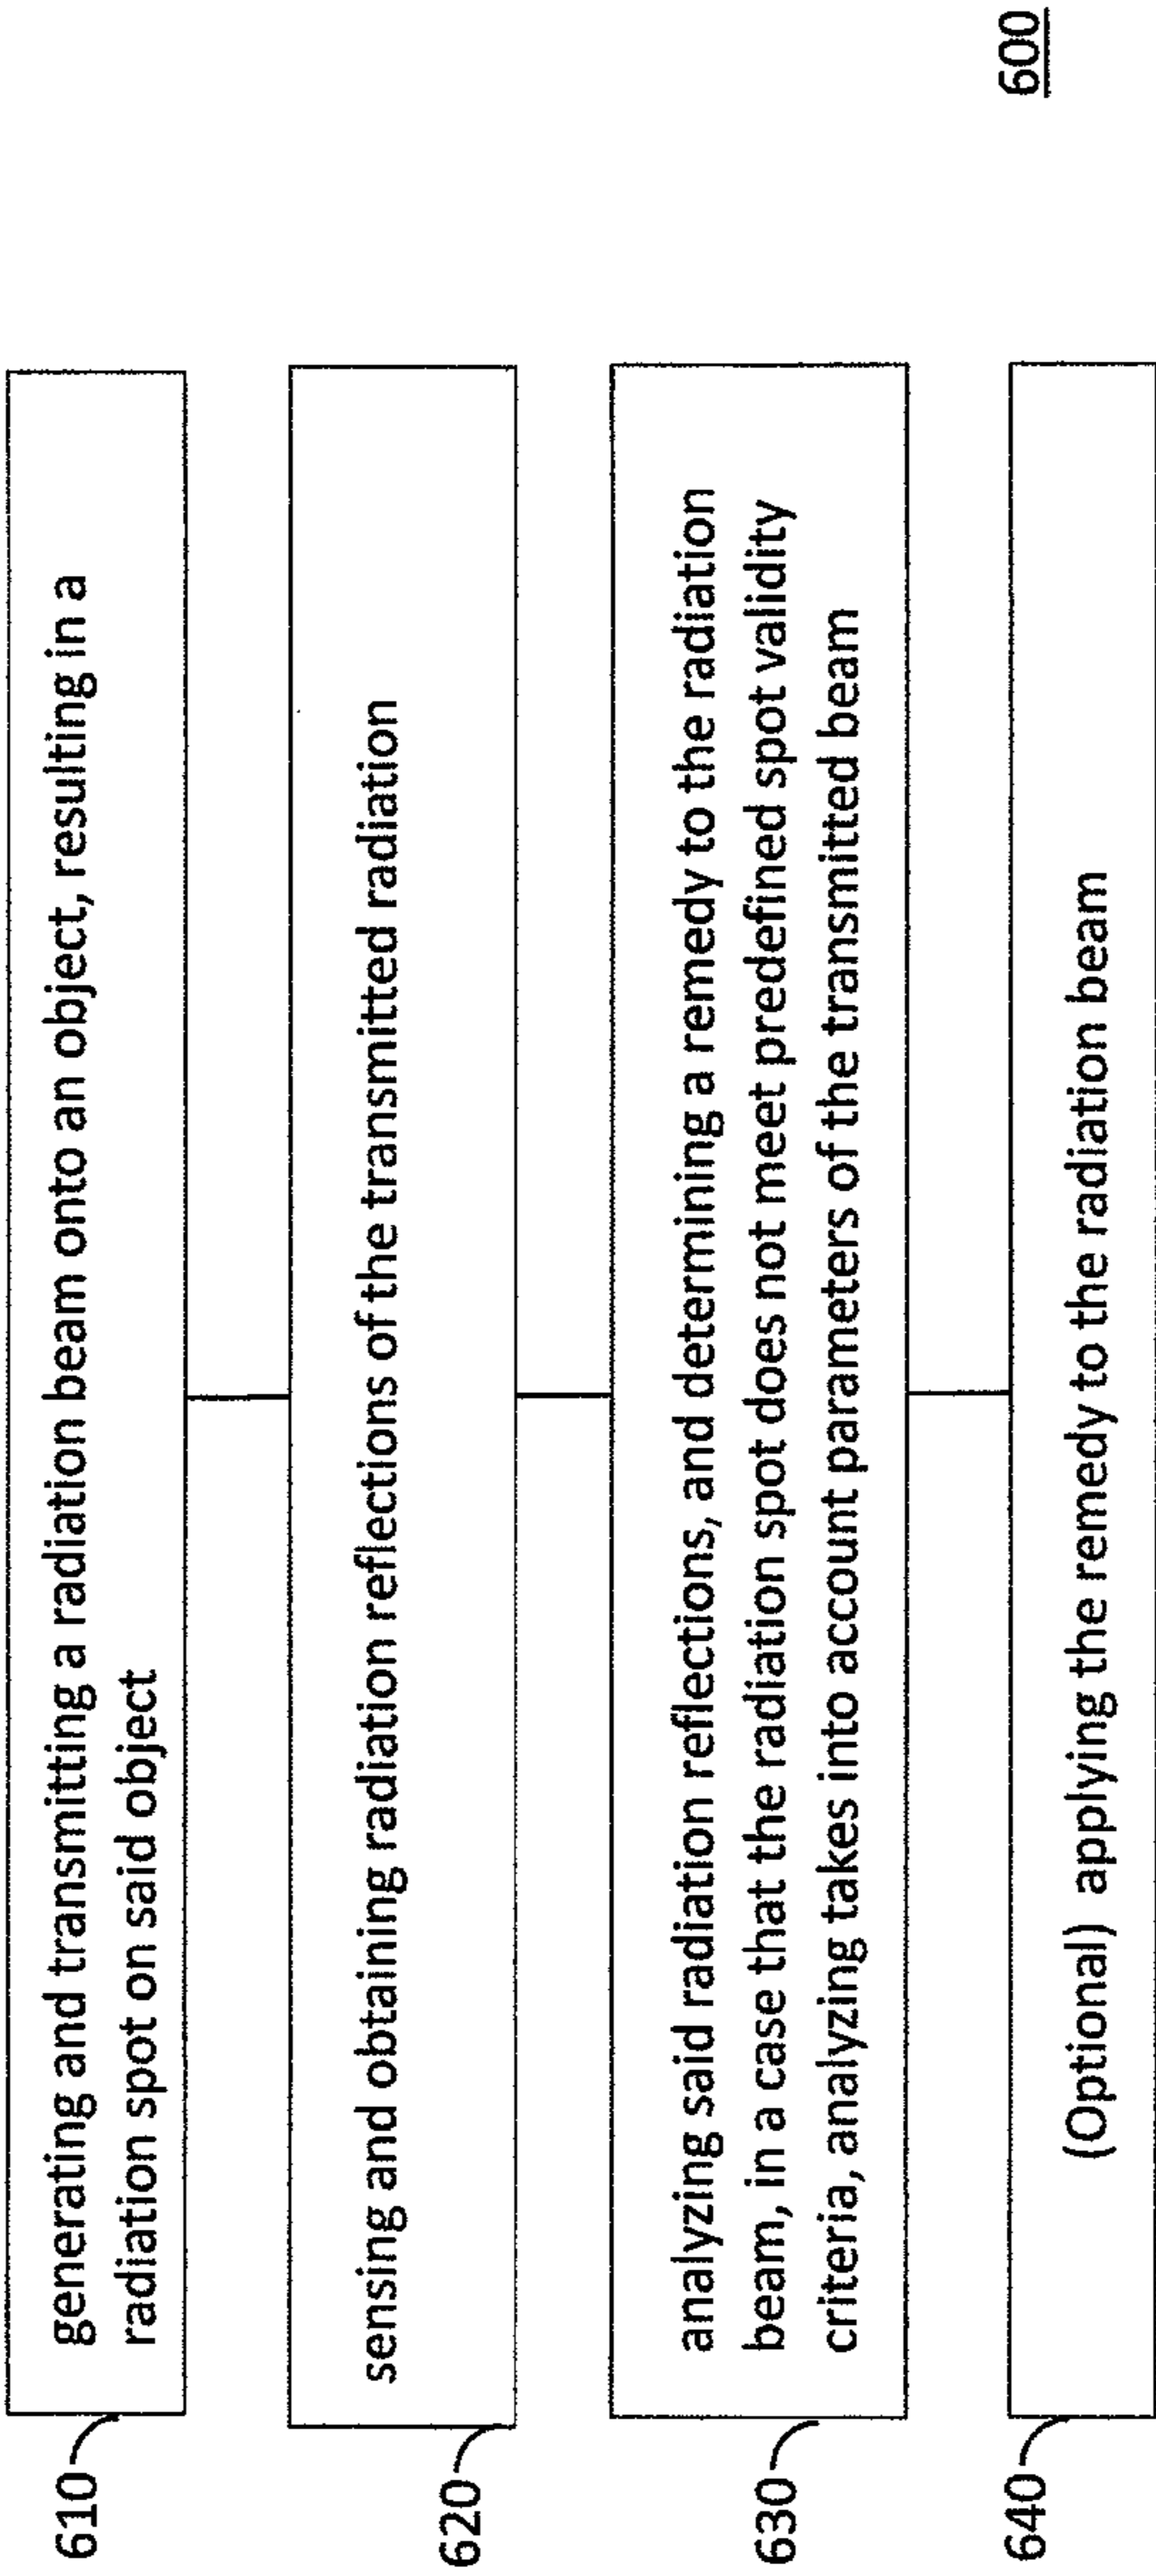 610
generating and transmitting a radiation beam onto an object, resulting in a
radiation spot on said object
620
sensing and obtaining radiation reflections of the transmitted radiation
630
analyzing said radiation reflections, and determining a remedy to the radiation
beam, in a case that the radiation spot does not meet predefined spot validity
criteria, analyzing takes into account parameters of the transmitted beam
640
(Optional) applying the remedy to the radiation beam
600